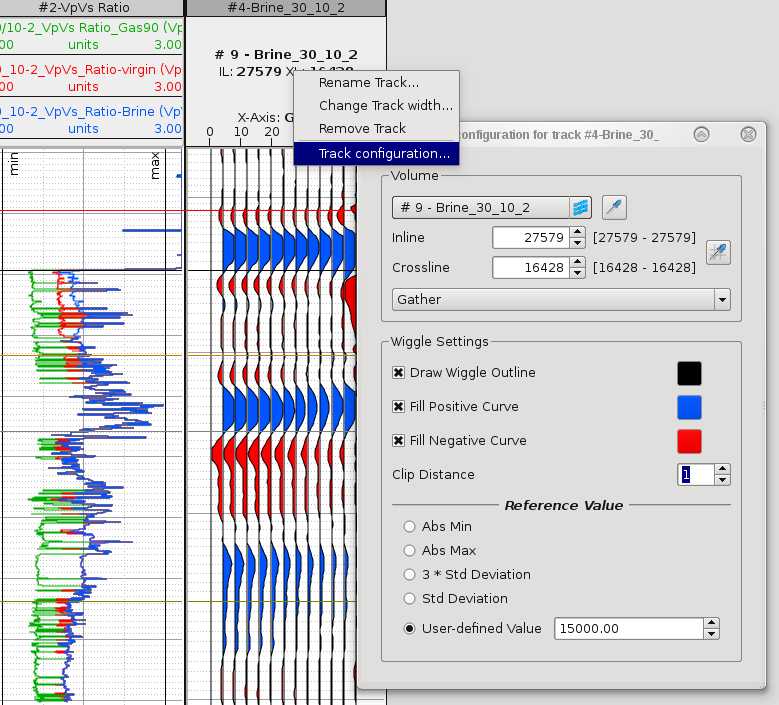 #2-VpVs Ratio
#4-Brine_30_10_2
/10-2_VpVs Ratio_Gas90 (Vp
00 units 3.00
_10-2_VpVs_Ratio-virgin (Vp
00 units 3.00
_10-2_VpVs_Ratio-Brine (Vp
00 units 3.00
min
max
# 9 - Brine_30_10_2
IL: 27579
X-Axis: G
0 10 20
Rename Track...
Change Track width...
Remove Track
Track configuration...
onfiguration for track #4-Brine_30_
Volume
# 9 - Brine_30_10_2
Inline 27579 [27579 - 27579]
Crossline 16428 [16428 - 16428]
Gather
Wiggle Settings
Draw Wiggle Outline
Fill Positive Curve
Fill Negative Curve
Clip Distance 1
Reference Value
Abs Min
Abs Max
3 * Std Deviation
Std Deviation
User-defined Value 15000.00